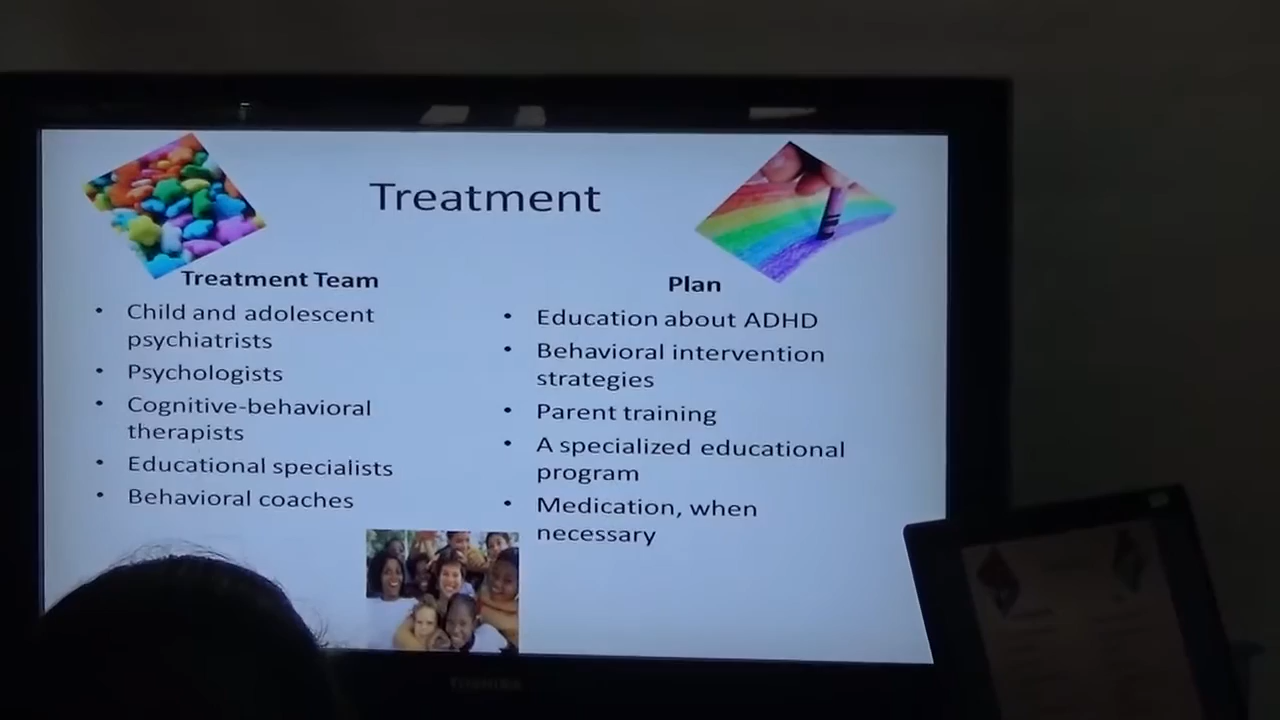 Treatment
Treatment Team
• Child and adolescent
psychiatrists
• Psychologists
• Cognitive-behavioral
therapists
• Educational specialists
• Behavioral coaches
Plan
• Education about ADHD
• Behavioral intervention
strategies
• Parent training
• A specialized educational
program
• Medication, when
necessary